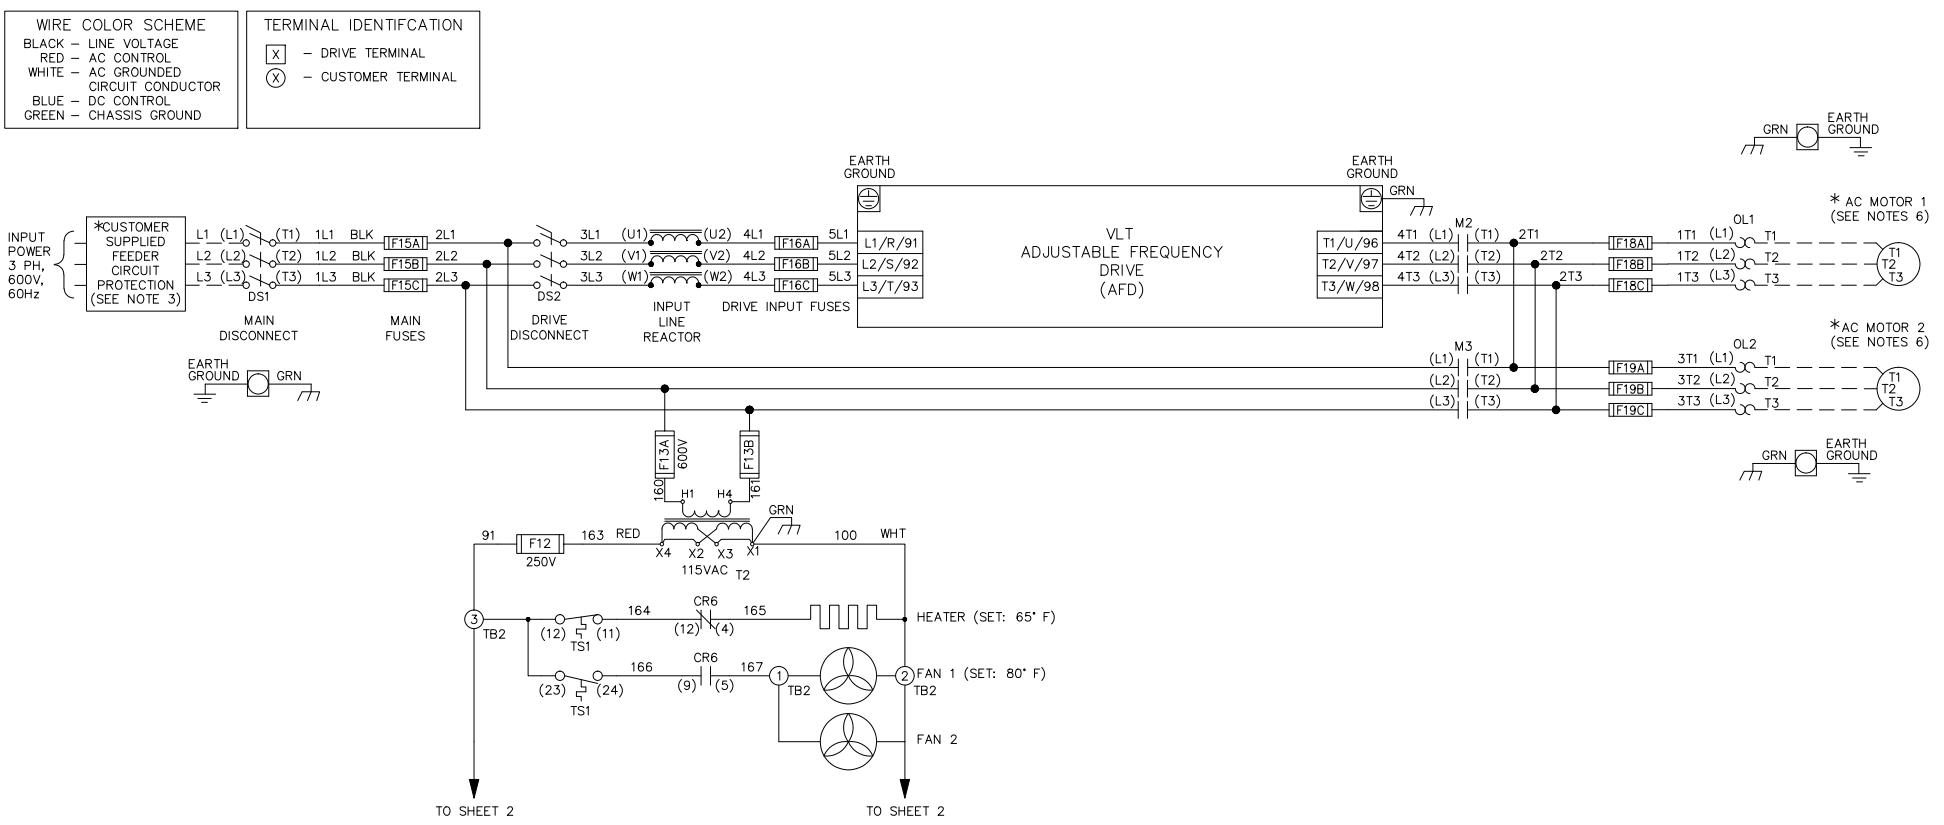 WIRE COLOR SCHEME
BLACK – LINE VOLTAGE
RED – AC CONTROL
WHITE – AC GROUNDED
CIRCUIT CONDUCTOR
BLUE – DC CONTROL
GREEN – CHASSIS GROUND
TERMINAL IDENTIFCATION
X – DRIVE TERMINAL
X – CUSTOMER TERMINAL
GRN EARTH
GROUND
EARTH
GROUND
EARTH
GROUND
GRN
INPUT
POWER
3 PH,
600V,
60Hz
*CUSTOMER
SUPPLIED
FEEDER
CIRCUIT
PROTECTION
(SEE NOTE 3)
L1 (L1) (T1) 1L1 BLK F15A 2L1 3L1 (U1) (U2) 4L1 F16A 5L1 L1/R/91
L2 (L2) (T2) 1L2 BLK F15B 2L2 3L2 (V1) (V2) 4L2 F16B 5L2 L2/S/92
L3 (L3) (T3) 1L3 BLK F15C 2L3 3L3 (W1) (W2) 4L3 F16C 5L3 L3/T/93
DS1
MAIN
DISCONNECT
MAIN
FUSES
DS2
DRIVE
DISCONNECT
INPUT
LINE
REACTOR
DRIVE INPUT FUSES
VLT
ADJUSTABLE FREQUENCY
DRIVE
(AFD)
M2
OL1
* AC MOTOR 1
(SEE NOTES 6)
T1/U/96 4T1 (L1) (T1) 2T1 F18A 1T1 (L1) T1 T1
T2/V/97 4T2 (L2) (T2) 2T2 F18B 1T2 (L2) T2 T2
T3/W/98 4T3 (L3) (T3) 2T3 F18C 1T3 (L3) T3 T3
* AC MOTOR 2
(SEE NOTES 6)
M3
OL2
(L1) (T1) F19A 3T1 (L1) T1 T1
(L2) (T2) F19B 3T2 (L2) T2 T2
(L3) (T3) F19C 3T3 (L3) T3 T3
EARTH
GROUND GRN
GRN EARTH
GROUND
F13A
600V
F13B
160
H1 H4
161
GRN
91 F12 163 RED
250V
X4 X2 X3 X1
100 WHT
115VAC T2
3
TB2
(12) (11)
TS1
164
CR6
(12) (4)
165
HEATER (SET: 65° F)
(23) (24)
TS1
166
CR6
(9) (5)
167
1
TB2
2
TB2
FAN 1 (SET: 80° F)
FAN 2
TO SHEET 2
TO SHEET 2